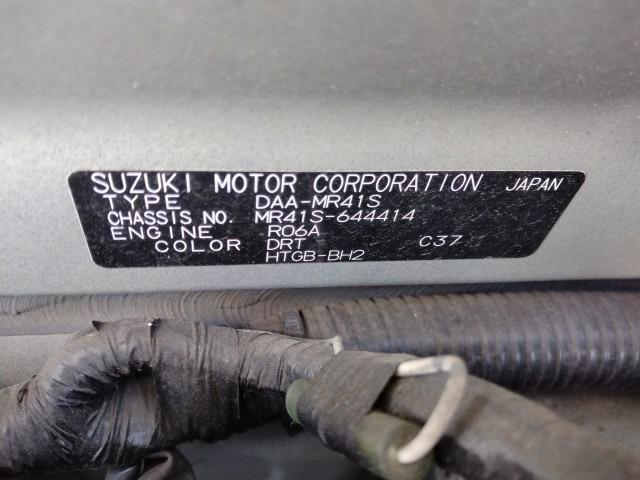 SUZUKI MOTOR CORPORATION JAPAN
TYPE DAA-MR41S
CHASSIS NO. MR41S-644414
ENGINE R06A
COLOR DRT C37
HTGB-BH2